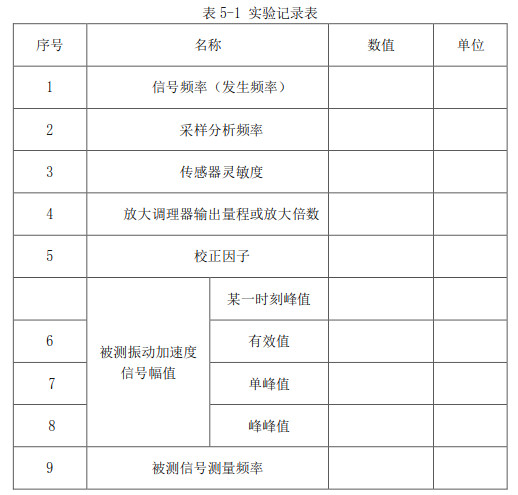 表 5-1 实验记录表
序号 名称 数值 单位
1 信号频率（发生频率）
2 采样分析频率
3 传感器灵敏度
4 放大调理器输出量程或放大倍数
5 校正因子
被测振动加速度
信号幅值
某一时刻峰值
6 有效值
7 单峰值
8 峰峰值
9 被测信号测量频率